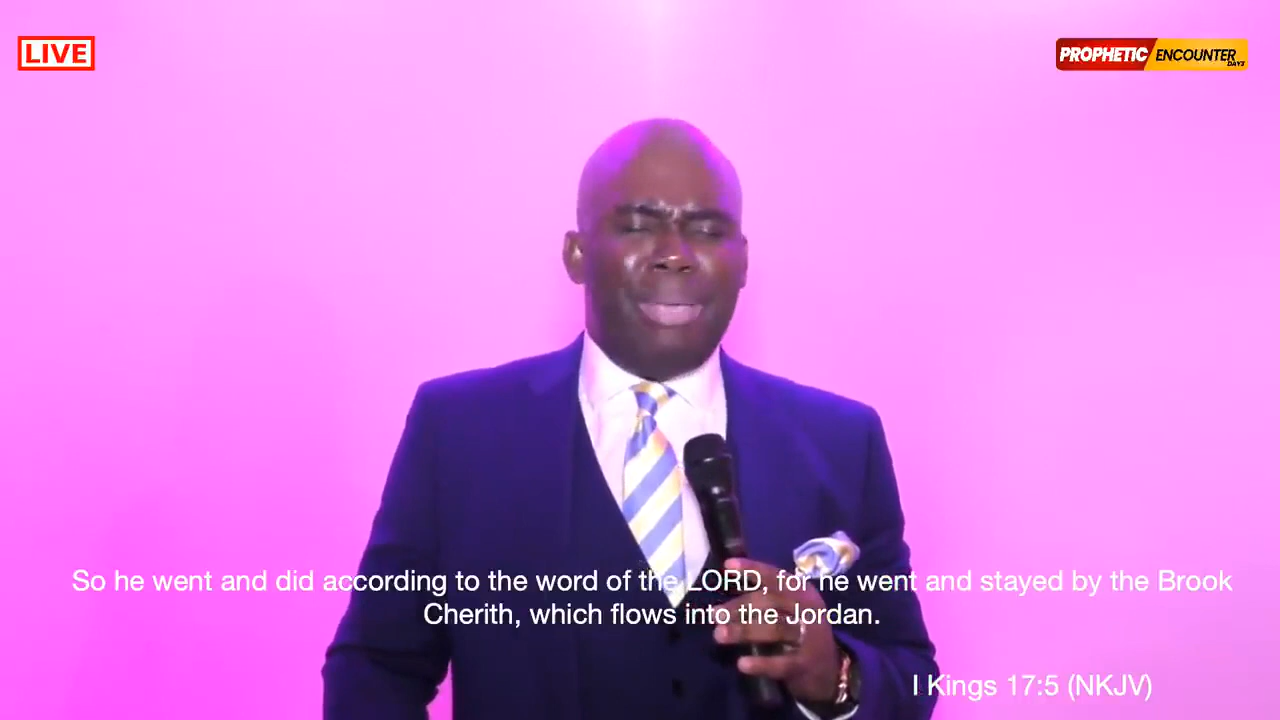 LIVE
PROPHETIC ENCOUNTER
DAYS
So he went and did according to the word of the LORD, for he went and stayed by the Brook
Cherith, which flows into the Jordan.
I Kings 17:5 (NKJV)